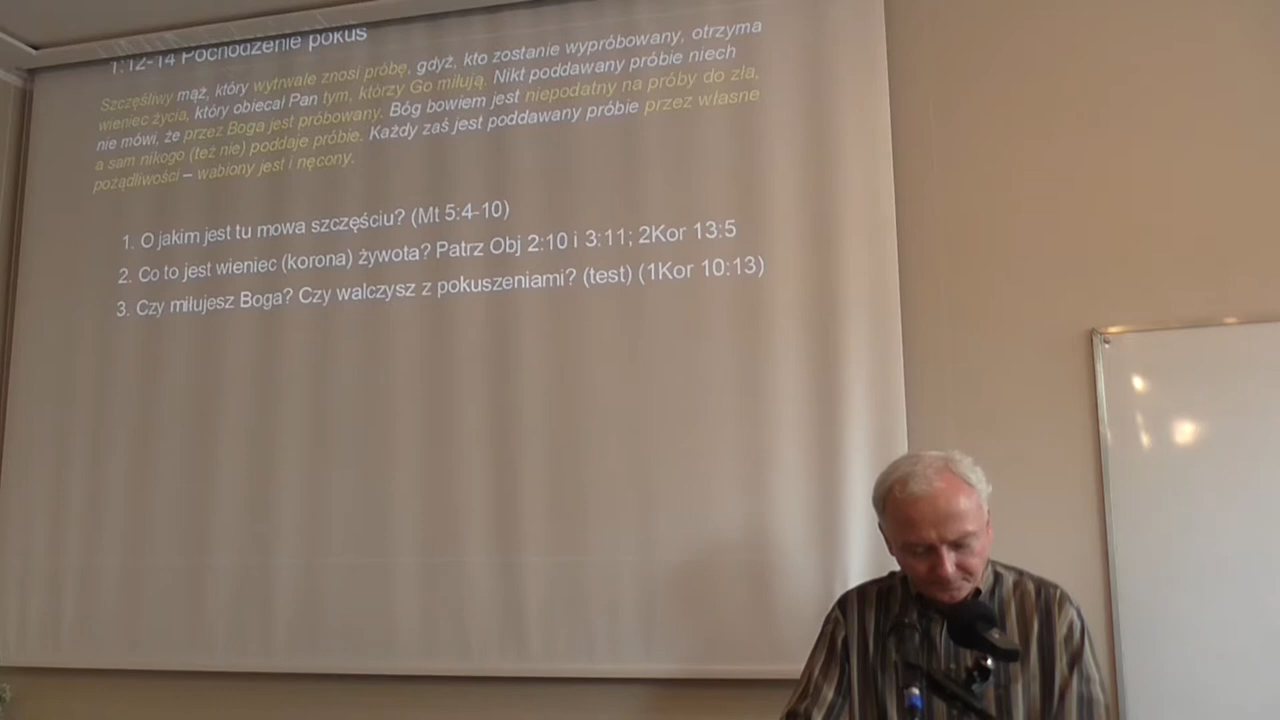 1:12-14 Pochodzenie pokus
Szczęśliwy mąż, który wytrwale znosi próbę, gdyż, kto zostanie wypróbowany, otrzyma
wieniec życia, który obiecał Pan tym, którzy Go miłują. Nikt poddawany próbie niech
nie mówi, że przez Boga jest próbowany. Bóg bowiem jest niepodatny na próby do zła,
a sam nikogo (też nie) poddaje próbie. Każdy zaś jest poddawany próbie przez własne
pożądliwości – wabiony jest i nęcony.
1. O jakim jest tu mowa szczęściu? (Mt 5:4-10)
2. Co to jest wieniec (korona) żywota? Patrz Obj 2:10 i 3:11; 2Kor 13:5
3. Czy miłujesz Boga? Czy walczysz z pokuszeniami? (test) (1Kor 10:13)